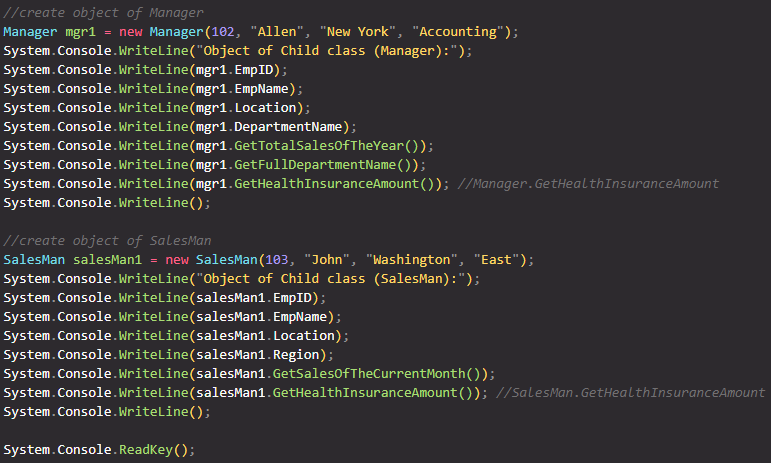 //create object of Manager
Manager mgr1 = new Manager(102, "Allen", "New York", "Accounting");
System.Console.WriteLine("Object of Child class (Manager):");
System.Console.WriteLine(mgr1.EmpID);
System.Console.WriteLine(mgr1.EmpName);
System.Console.WriteLine(mgr1.Location);
System.Console.WriteLine(mgr1.DepartmentName);
System.Console.WriteLine(mgr1.GetTotalSalesOfTheYear());
System.Console.WriteLine(mgr1.GetFullDepartmentName());
System.Console.WriteLine(mgr1.GetHealthInsuranceAmount()); //Manager.GetHealthInsuranceAmount
System.Console.WriteLine();

//create object of SalesMan
SalesMan salesMan1 = new SalesMan(103, "John", "Washington", "East");
System.Console.WriteLine("Object of Child class (SalesMan):");
System.Console.WriteLine(salesMan1.EmpID);
System.Console.WriteLine(salesMan1.EmpName);
System.Console.WriteLine(salesMan1.Location);
System.Console.WriteLine(salesMan1.Region);
System.Console.WriteLine(salesMan1.GetSalesOfTheCurrentMonth());
System.Console.WriteLine(salesMan1.GetHealthInsuranceAmount()); //SalesMan.GetHealthInsuranceAmount
System.Console.WriteLine();

System.Console.ReadKey();